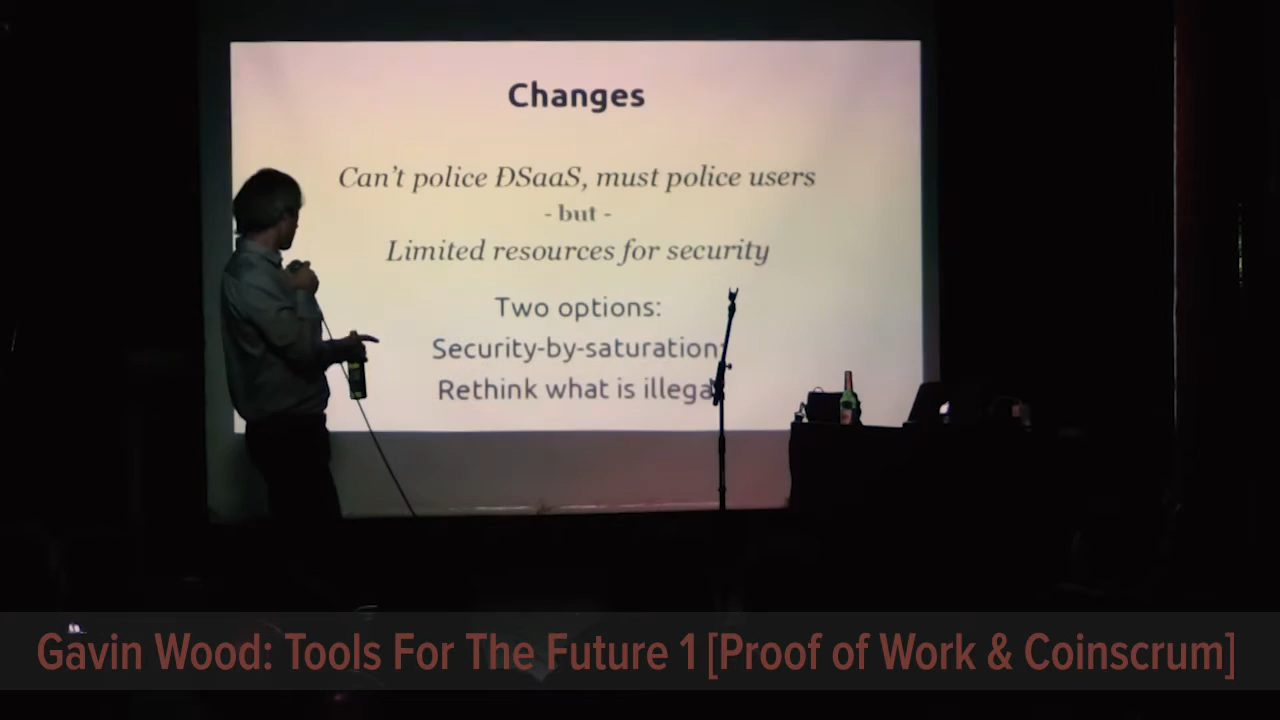 Changes
Can't police ÐSaaS, must police users
- but -
Limited resources for security
Two options:
Security-by-saturation;
Rethink what is illegal
Gavin Wood: Tools For The Future 1 [Proof of Work & Coinscrum]